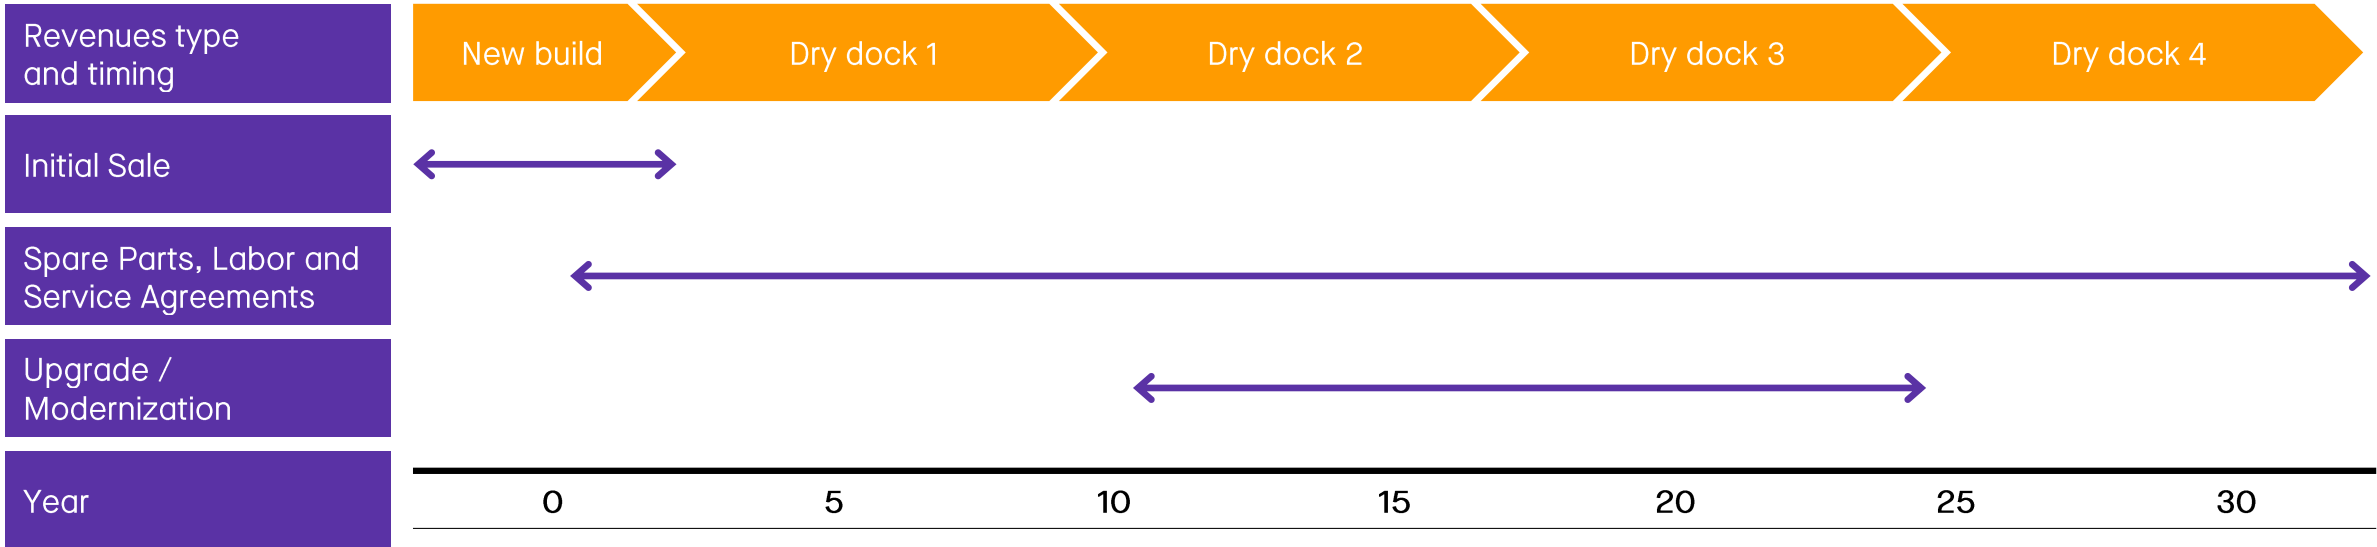 Revenues type
and timing
New build
Dry dock 1
Dry dock 2
Dry dock 3
Dry dock 4
Initial Sale
Spare Parts, Labor and
Service Agreements
Upgrade /
Modernization
Year
0
5
10
15
20
25
30